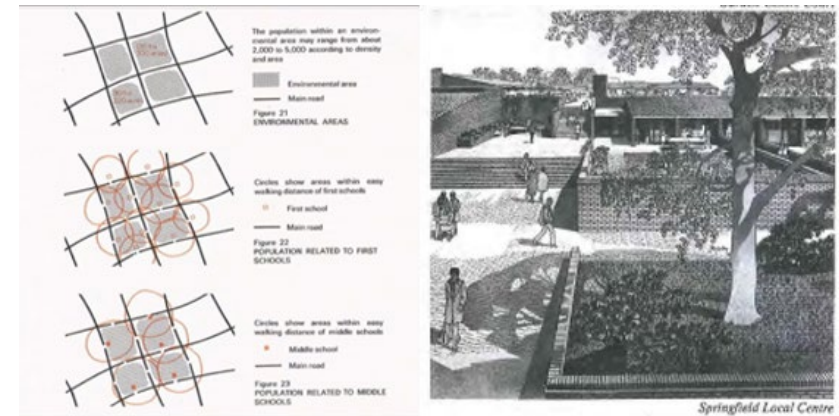 The population within an environ-
mental area may range from about
2,000 to 5,000 according to density
and area
Environmental area
Main road
Figure 21
ENVIRONMENTAL AREAS
Circles show areas within easy
walking distance of first schools
First school
Main road
Figure 22
POPULATION RELATED TO FIRST
SCHOOLS
Circles show areas within easy
walking distance of middle schools
Middle school
Main road
Figure 23
POPULATION RELATED TO MIDDLE
SCHOOLS
Springfield Local Centre